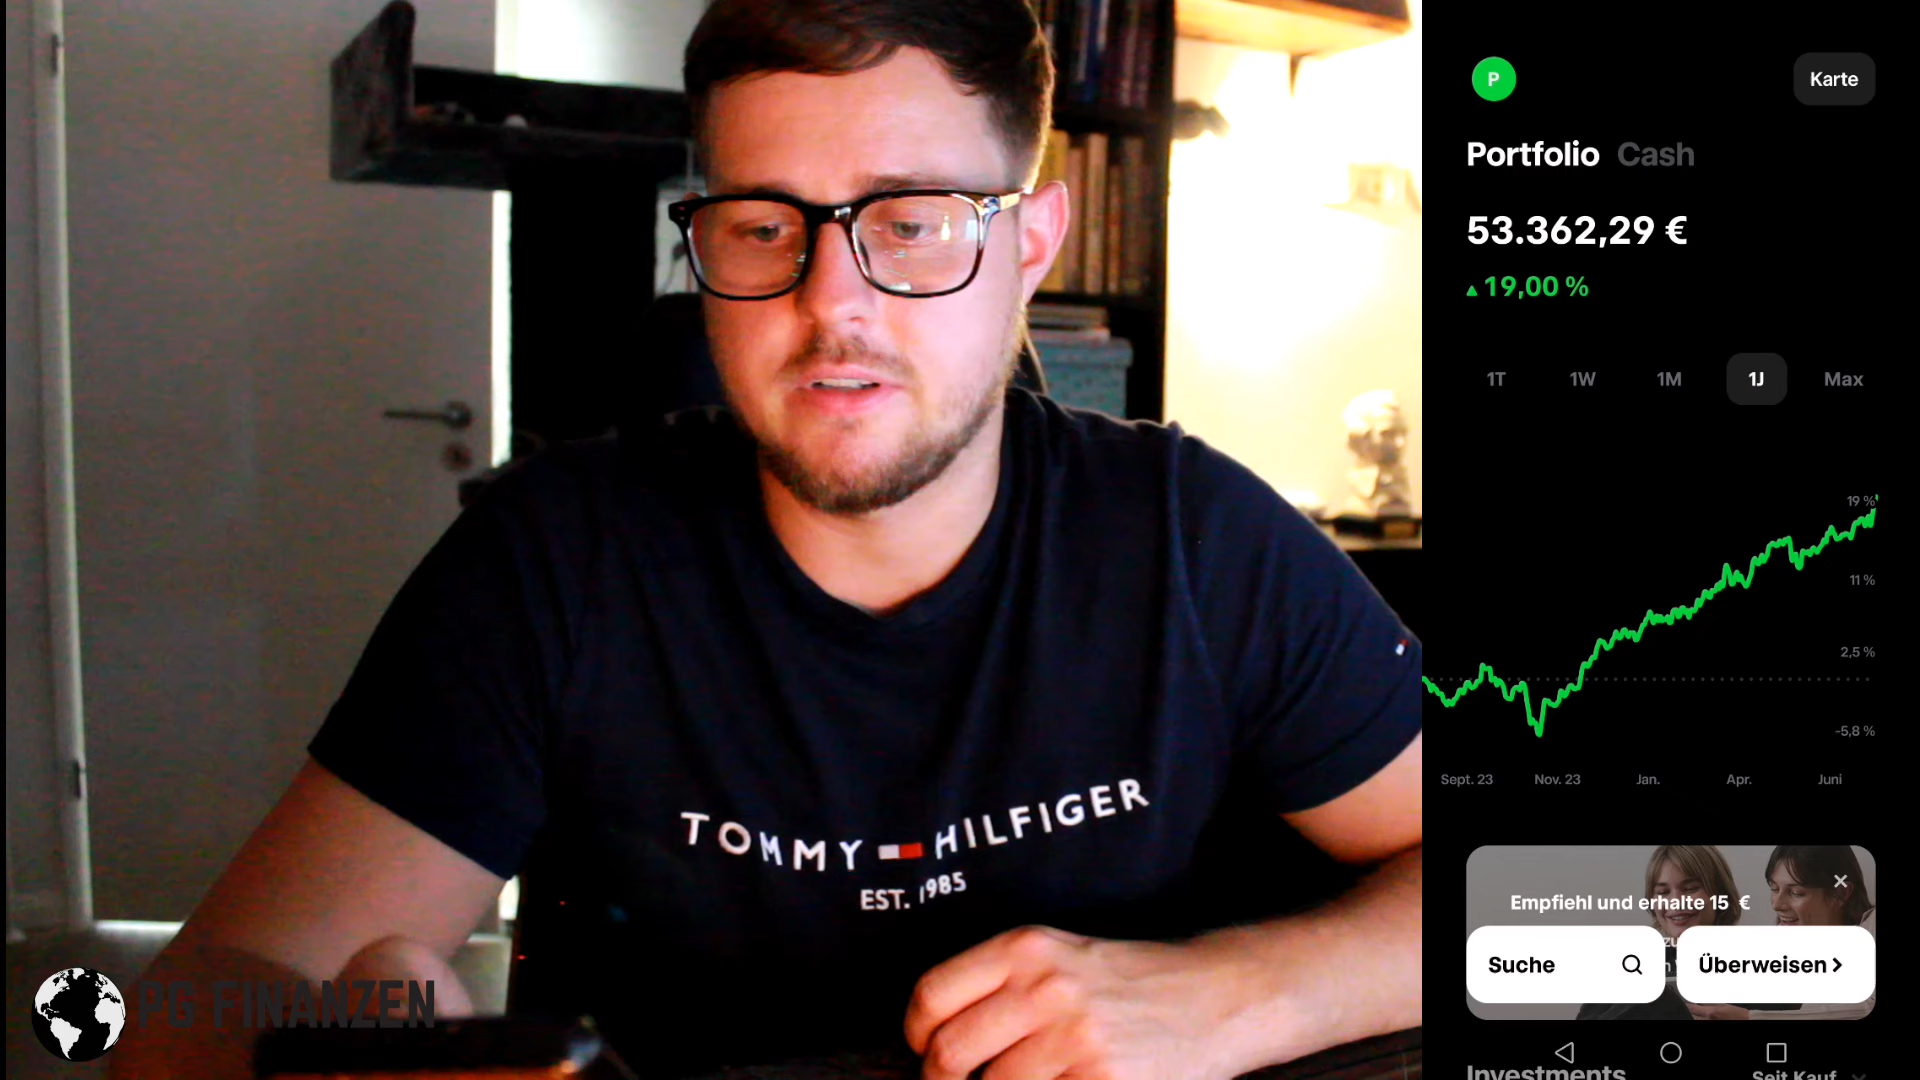 TOMMY HILFIGER
EST. 1985
PG FINANZEN
P
Karte
Portfolio Cash
53.362,29 €
19,00 %
1T 1W 1M 1J Max
19 %
11 %
2,5 %
-5,8 %
Sept. 23 Nov. 23 Jan. Apr. Juni
Empfiehl und erhalte 15 €
Suche
Überweisen
Investments
Seit Kauf